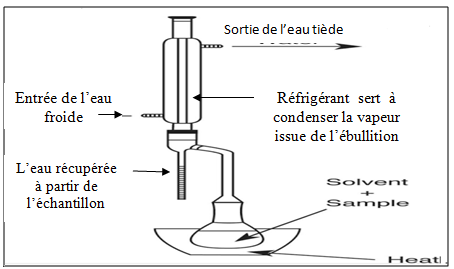 Sortie de l'eau tiède
Entrée de l'eau
froide
Réfrigérant sert à
condenser la vapeur
issue de l'ébullition
L'eau récupérée
à partir de
l'échantillon
Solvent
+
Sample
Heat